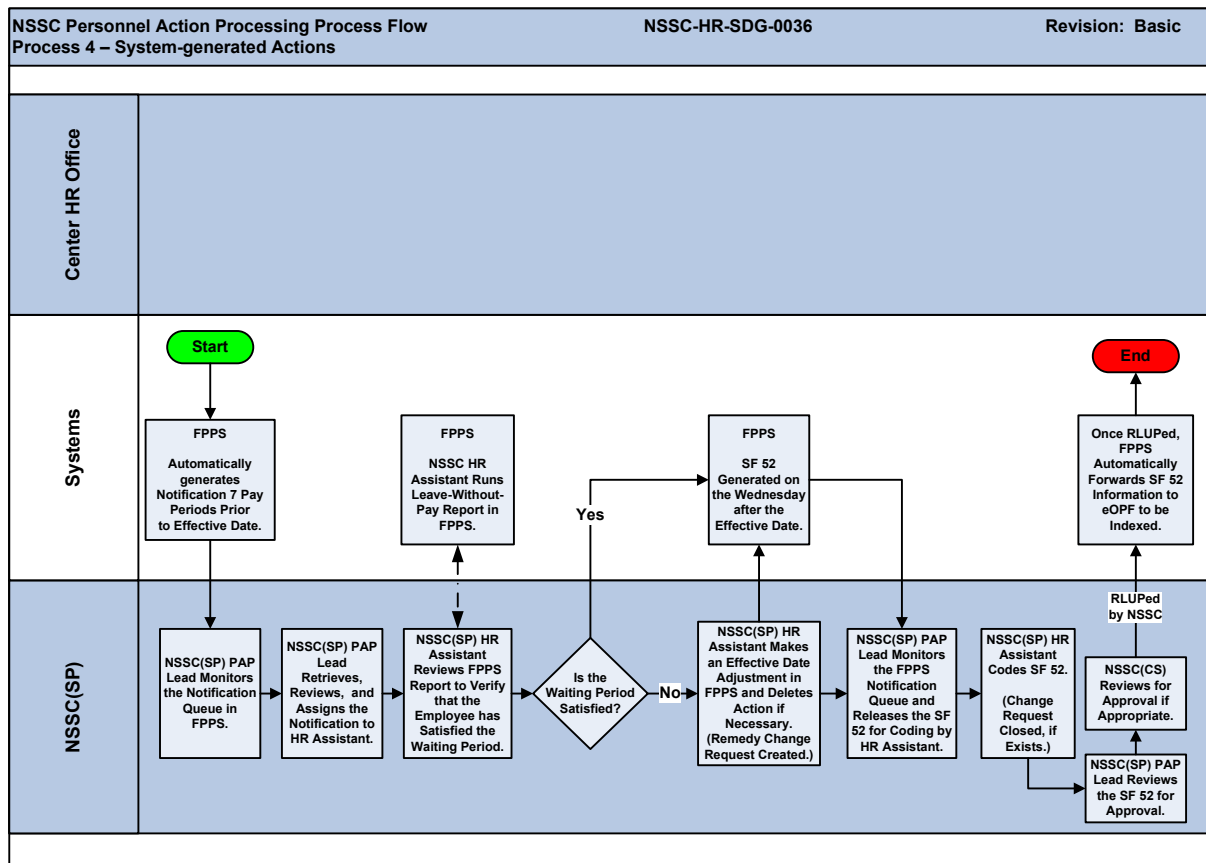 NSSC Personnel Action Processing Process Flow
NSSC-HR-SDG-0036
Revision: Basic
Process 4 – System-generated Actions
Center HR Office
Systems
Start
FPPS
Automatically
generates
Notification 7 Pay
Periods Prior
to Effective Date.
FPPS
NSSC HR
Assistant Runs
Leave-Without-
Pay Report in
FPPS.
Yes
FPPS
SF 52
Generated on
the Wednesday
after the
Effective Date.
End
Once RLUPed,
FPPS
Automatically
Forwards SF 52
Information to
eOPF to be
Indexed.
NSSC(SP)
NSSC(SP) PAP
Lead Monitors
the Notification
Queue in
FPPS.
NSSC(SP) PAP
Lead
Retrieves,
Reviews, and
Assigns the
Notification to
HR Assistant.
NSSC(SP) HR
Assistant
Reviews FPPS
Report to Verify
that the
Employee has
Satisfied the
Waiting Period.
Is the
Waiting Period
Satisfied?
No
NSSC(SP) HR
Assistant Makes
an Effective Date
Adjustment in
FPPS and Deletes
Action if
Necessary.
(Remedy Change
Request Created.)
NSSC(SP) PAP
Lead Monitors
the FPPS
Notification
Queue and
Releases the SF
52 for Coding by
HR Assistant.
NSSC(SP) HR
Assistant
Codes SF 52.
(Change
Request
Closed, if
Exists.)
NSSC(SP) PAP
Lead Reviews
the SF 52 for
Approval.
NSSC(CS)
Reviews for
Approval if
Appropriate.
RLUPed
by NSSC